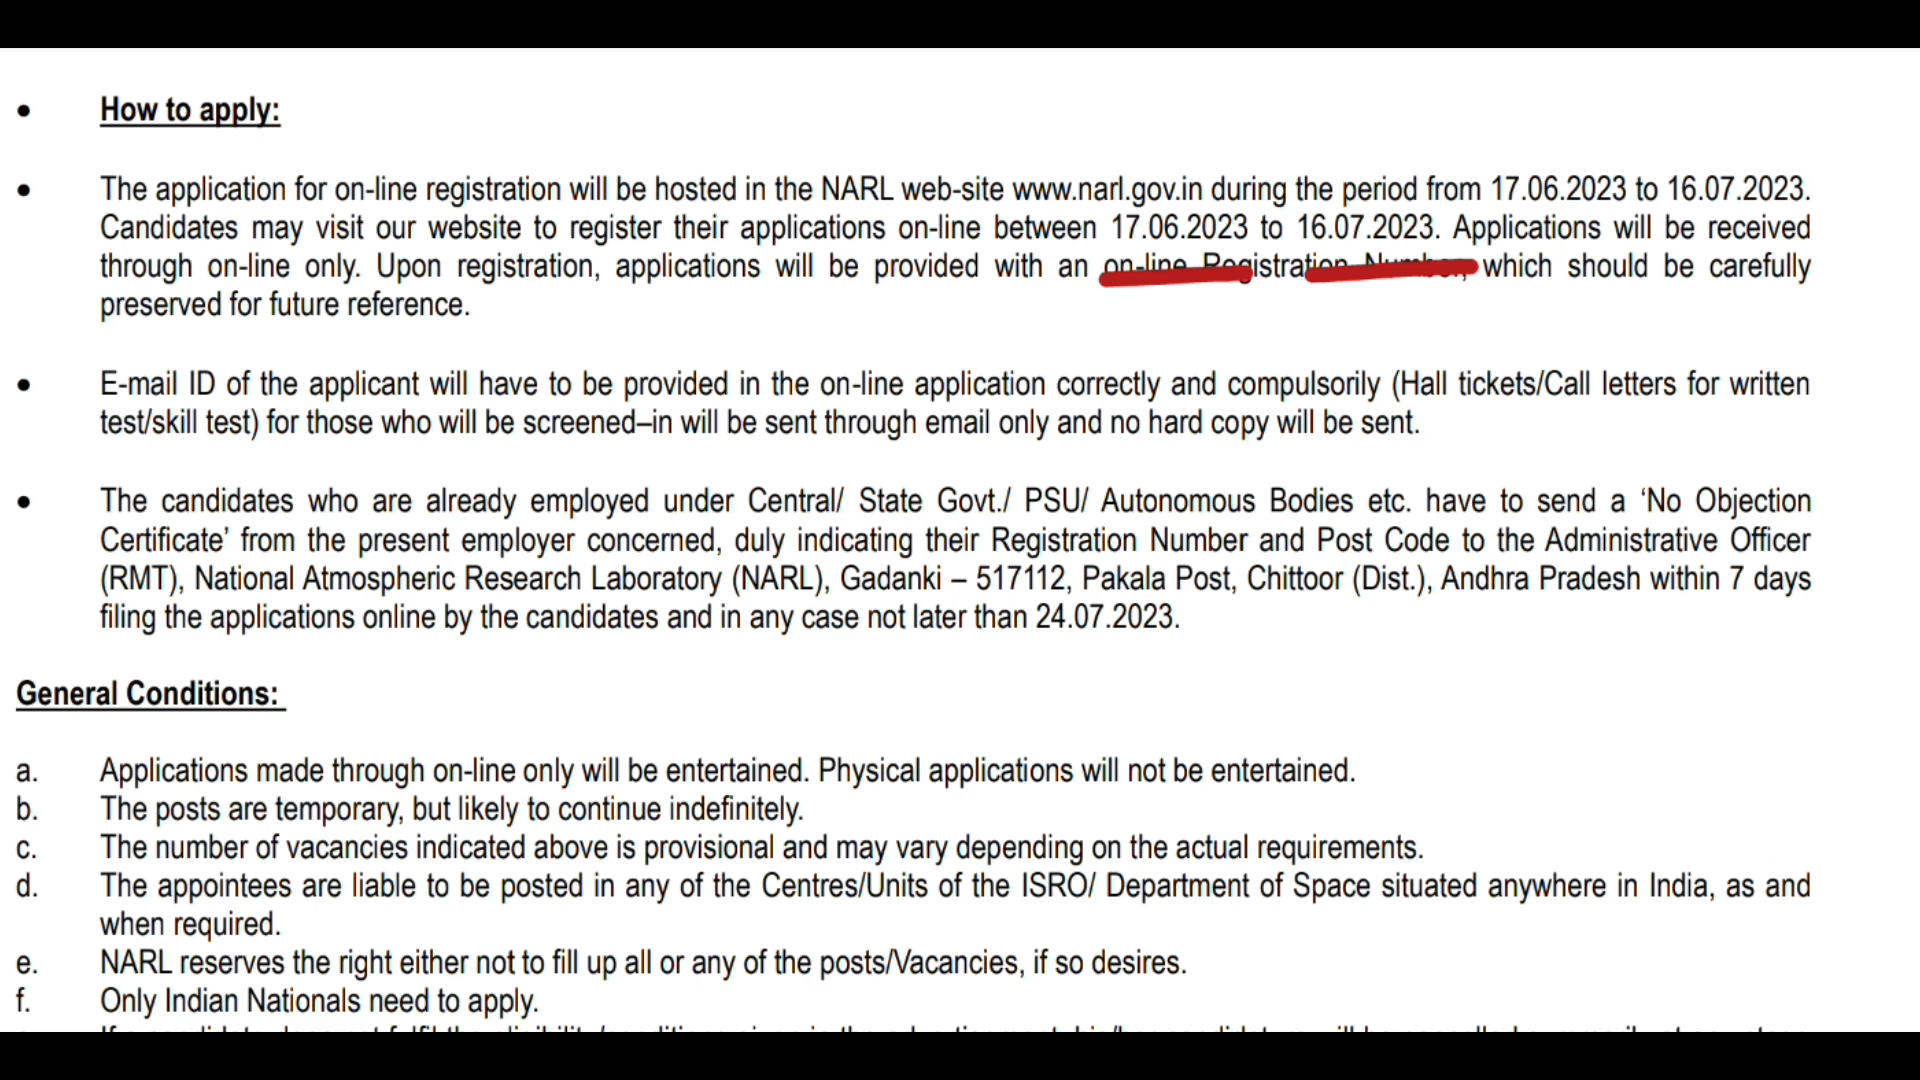 • How to apply:
• The application for on-line registration will be hosted in the NARL web-site www.narl.gov.in during the period from 17.06.2023 to 16.07.2023.
Candidates may visit our website to register their applications on-line between 17.06.2023 to 16.07.2023. Applications will be received
through on-line only. Upon registration, applications will be provided with an on-line Registration Number, which should be carefully
preserved for future reference.
• E-mail ID of the applicant will have to be provided in the on-line application correctly and compulsorily (Hall tickets/Call letters for written
test/skill test) for those who will be screened–in will be sent through email only and no hard copy will be sent.
• The candidates who are already employed under Central/ State Govt./ PSU/ Autonomous Bodies etc. have to send a ‘No Objection
Certificate’ from the present employer concerned, duly indicating their Registration Number and Post Code to the Administrative Officer
(RMT), National Atmospheric Research Laboratory (NARL), Gadanki – 517112, Pakala Post, Chittoor (Dist.), Andhra Pradesh within 7 days
filing the applications online by the candidates and in any case not later than 24.07.2023.
General Conditions:
a. Applications made through on-line only will be entertained. Physical applications will not be entertained.
b. The posts are temporary, but likely to continue indefinitely.
c. The number of vacancies indicated above is provisional and may vary depending on the actual requirements.
d. The appointees are liable to be posted in any of the Centres/Units of the ISRO/ Department of Space situated anywhere in India, as and
when required.
e. NARL reserves the right either not to fill up all or any of the posts/Vacancies, if so desires.
f. Only Indian Nationals need to apply.